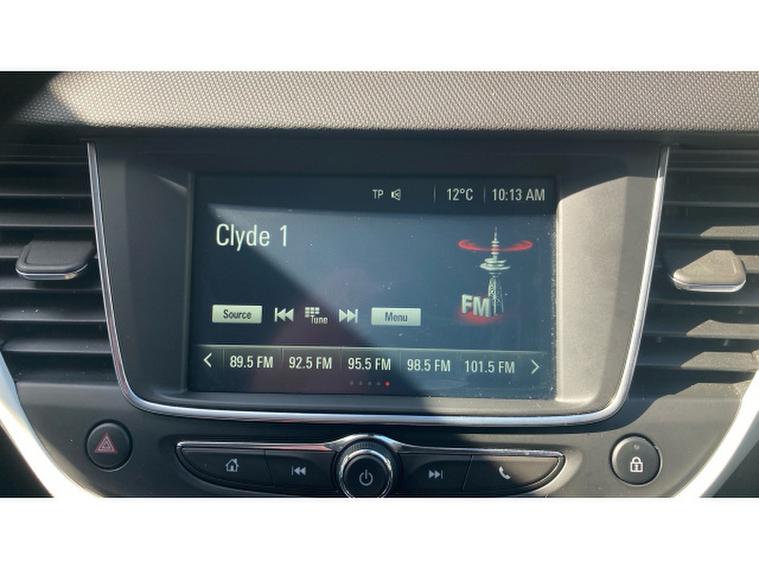 TP 12°C 10:13 AM
Clyde 1
FM
Source Tune Menu
89.5 FM 92.5 FM 95.5 FM 98.5 FM 101.5 FM